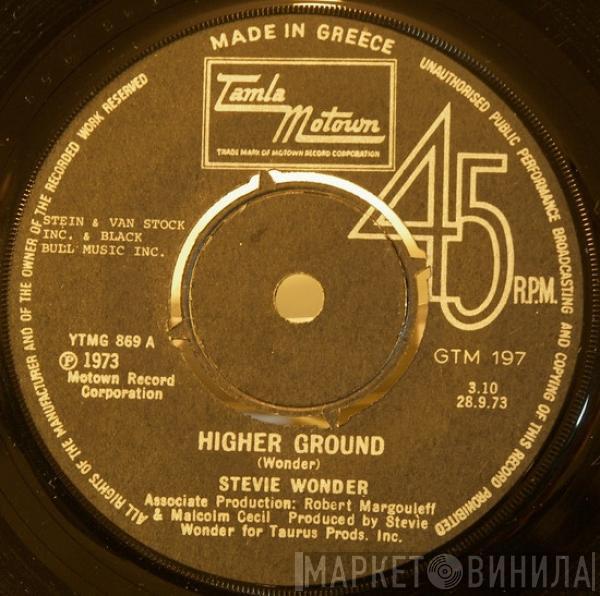 MADE IN GREECE
UNAUTHORISED PUBLIC PERFORMANCE BROADCASTING AND COPYING OF THIS RECORD PROHIBITED
ALL RIGHTS OF THE MANUFACTURER AND OF THE OWNER OF THE RECORDED WORK RESERVED
Tamla
Motown
TRADE MARK OF MOTOWN RECORD CORPORATION
45
R.P.M.
STEIN & VAN STOCK
INC. & BLACK
BULL MUSIC INC.
YTMG 869 A
Ⓟ 1973
Motown Record
Corporation
GTM 197
3.10
28.9.73
HIGHER GROUND
(Wonder)
STEVIE WONDER
Associate Production: Robert Margouleff
& Malcolm Cecil Produced by Stevie
Wonder for Taurus Prods. Inc.
МАРКЕТ ВИНИЛА